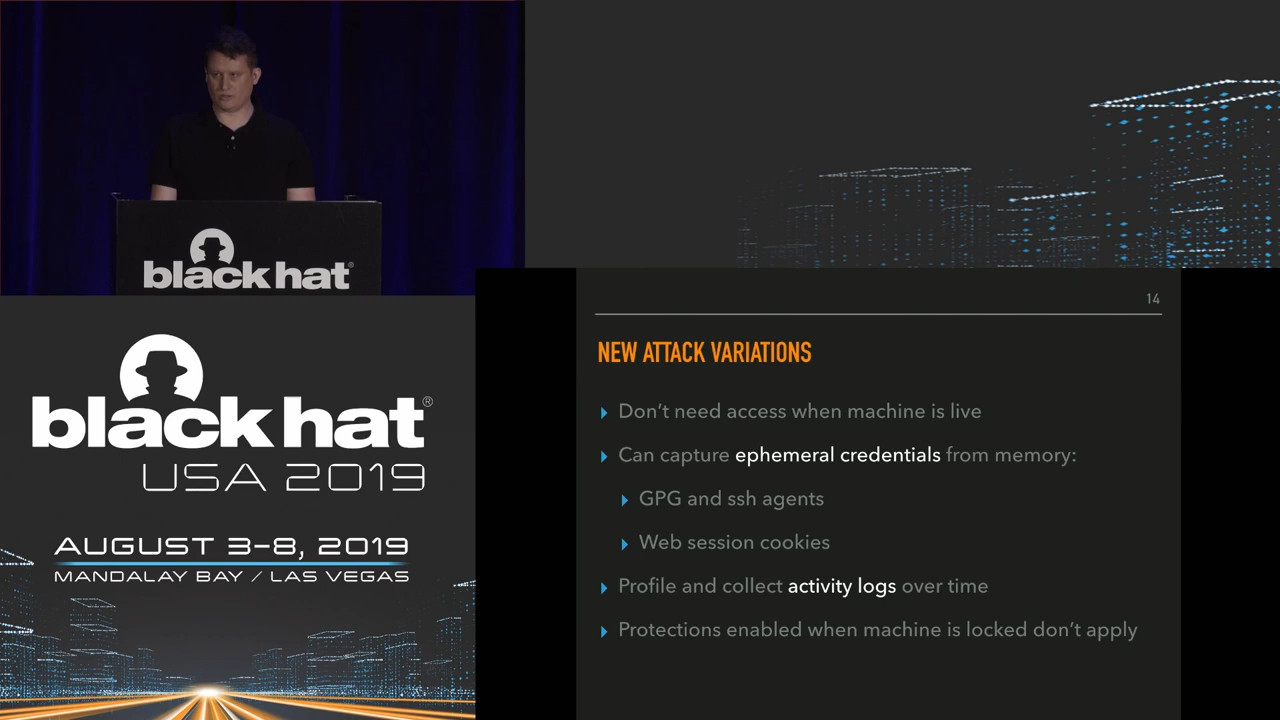 black hat®
black hat®
USA 2019
AUGUST 3–8, 2019
MANDALAY BAY / LAS VEGAS
14
NEW ATTACK VARIATIONS
Don’t need access when machine is live
Can capture ephemeral credentials from memory:
GPG and ssh agents
Web session cookies
Profile and collect activity logs over time
Protections enabled when machine is locked don’t apply